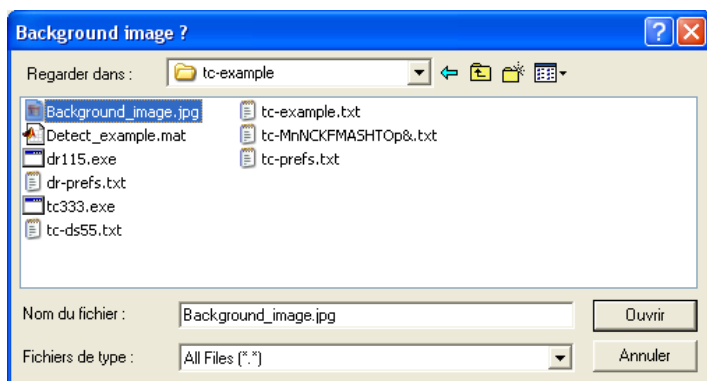 Background image ?
Regarder dans :
tc-example
Background_image.jpg
Detect_example.mat
dr115.exe
dr-prefs.txt
tc333.exe
tc-ds55.txt
tc-example.txt
tc-MnNCKFMASHTOp&.txt
tc-prefs.txt
Nom du fichier :
Background_image.jpg
Ouvrir
Fichiers de type :
All Files (*.*)
Annuler